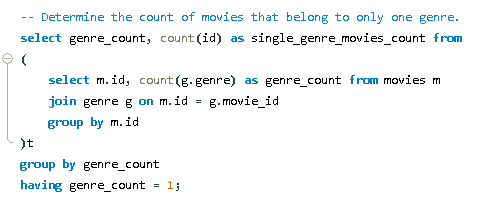 -- Determine the count of movies that belong to only one genre.
select genre_count, count(id) as single_genre_movies_count from
(
select m.id, count(g.genre) as genre_count from movies m
join genre g on m.id = g.movie_id
group by m.id
)t
group by genre_count
having genre_count = 1;